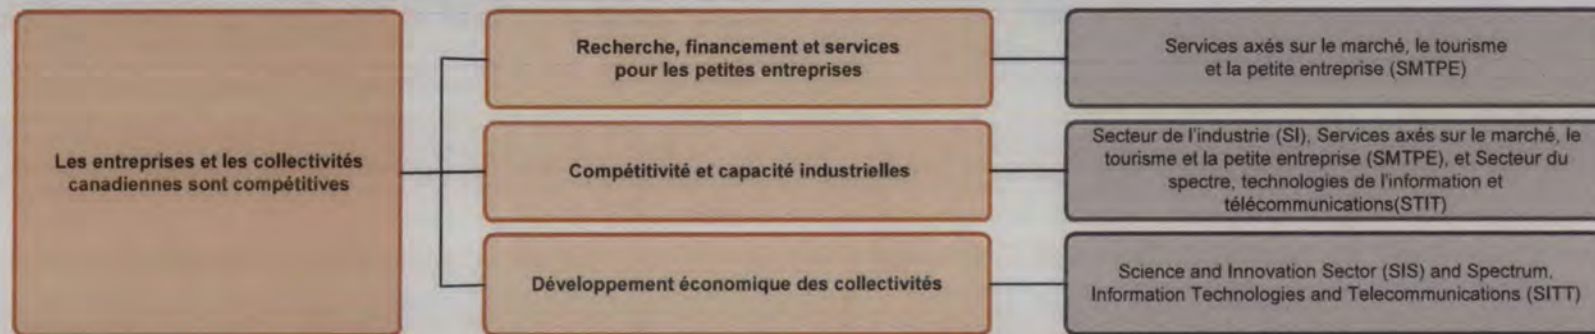 Les entreprises et les collectivités
canadiennes sont compétitives
Recherche, financement et services
pour les petites entreprises
Services axés sur le marché, le tourisme
et la petite entreprise (SMTPE)
Compétitivité et capacité industrielles
Secteur de l'industrie (SI), Services axés sur le marché, le
tourisme et la petite entreprise (SMTPE), et Secteur du
spectre, technologies de l'information et
télécommunications(STIT)
Développement économique des collectivités
Science and Innovation Sector (SIS) and Spectrum,
Information Technologies and Telecommunications (SITT)